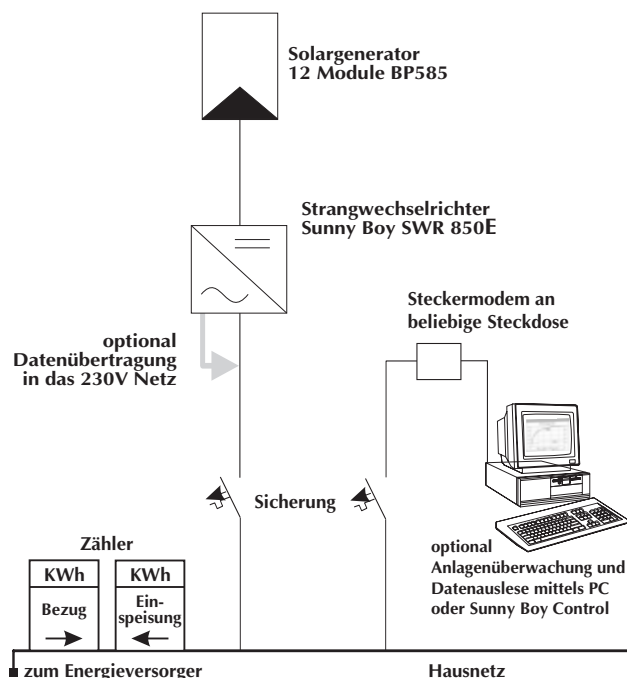 Solargenerator
12 Module BP585
Strangwechselrichter
Sunny Boy SWR 850E
Steckermodem an
beliebige Steckdose
optional
Datenübertragung
in das 230V Netz
Sicherung
optional
Anlagenüberwachung und
Datenauslese mittels PC
oder Sunny Boy Control
Zähler
KWh
Bezug
KWh
Ein-
speisung
zum Energieversorger
Hausnetz